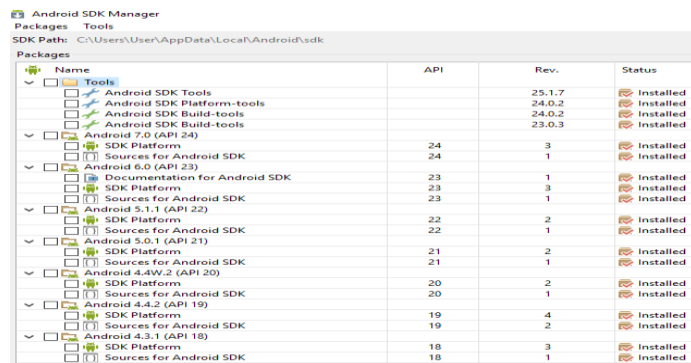 Android SDK Manager
Packages Tools
SDK Path: C:\Users\User\AppData\Local\Android\sdk
Packages
Name API Rev. Status
Tools
Android SDK Tools 25.1.7 Installed
Android SDK Platform-tools 24.0.2 Installed
Android SDK Build-tools 24.0.2 Installed
Android SDK Build-tools 23.0.3 Installed
Android 7.0 (API 24)
SDK Platform 24 3 Installed
Sources for Android SDK 24 1 Installed
Android 6.0 (API 23)
Documentation for Android SDK 23 1 Installed
SDK Platform 23 3 Installed
Sources for Android SDK 23 1 Installed
Android 5.1.1 (API 22)
SDK Platform 22 2 Installed
Sources for Android SDK 22 1 Installed
Android 5.0.1 (API 21)
SDK Platform 21 2 Installed
Sources for Android SDK 21 1 Installed
Android 4.4W.2 (API 20)
SDK Platform 20 2 Installed
Sources for Android SDK 20 1 Installed
Android 4.4.2 (API 19)
SDK Platform 19 4 Installed
Sources for Android SDK 19 2 Installed
Android 4.3.1 (API 18)
SDK Platform 18 3 Installed
Sources for Android SDK 18 1 Installed